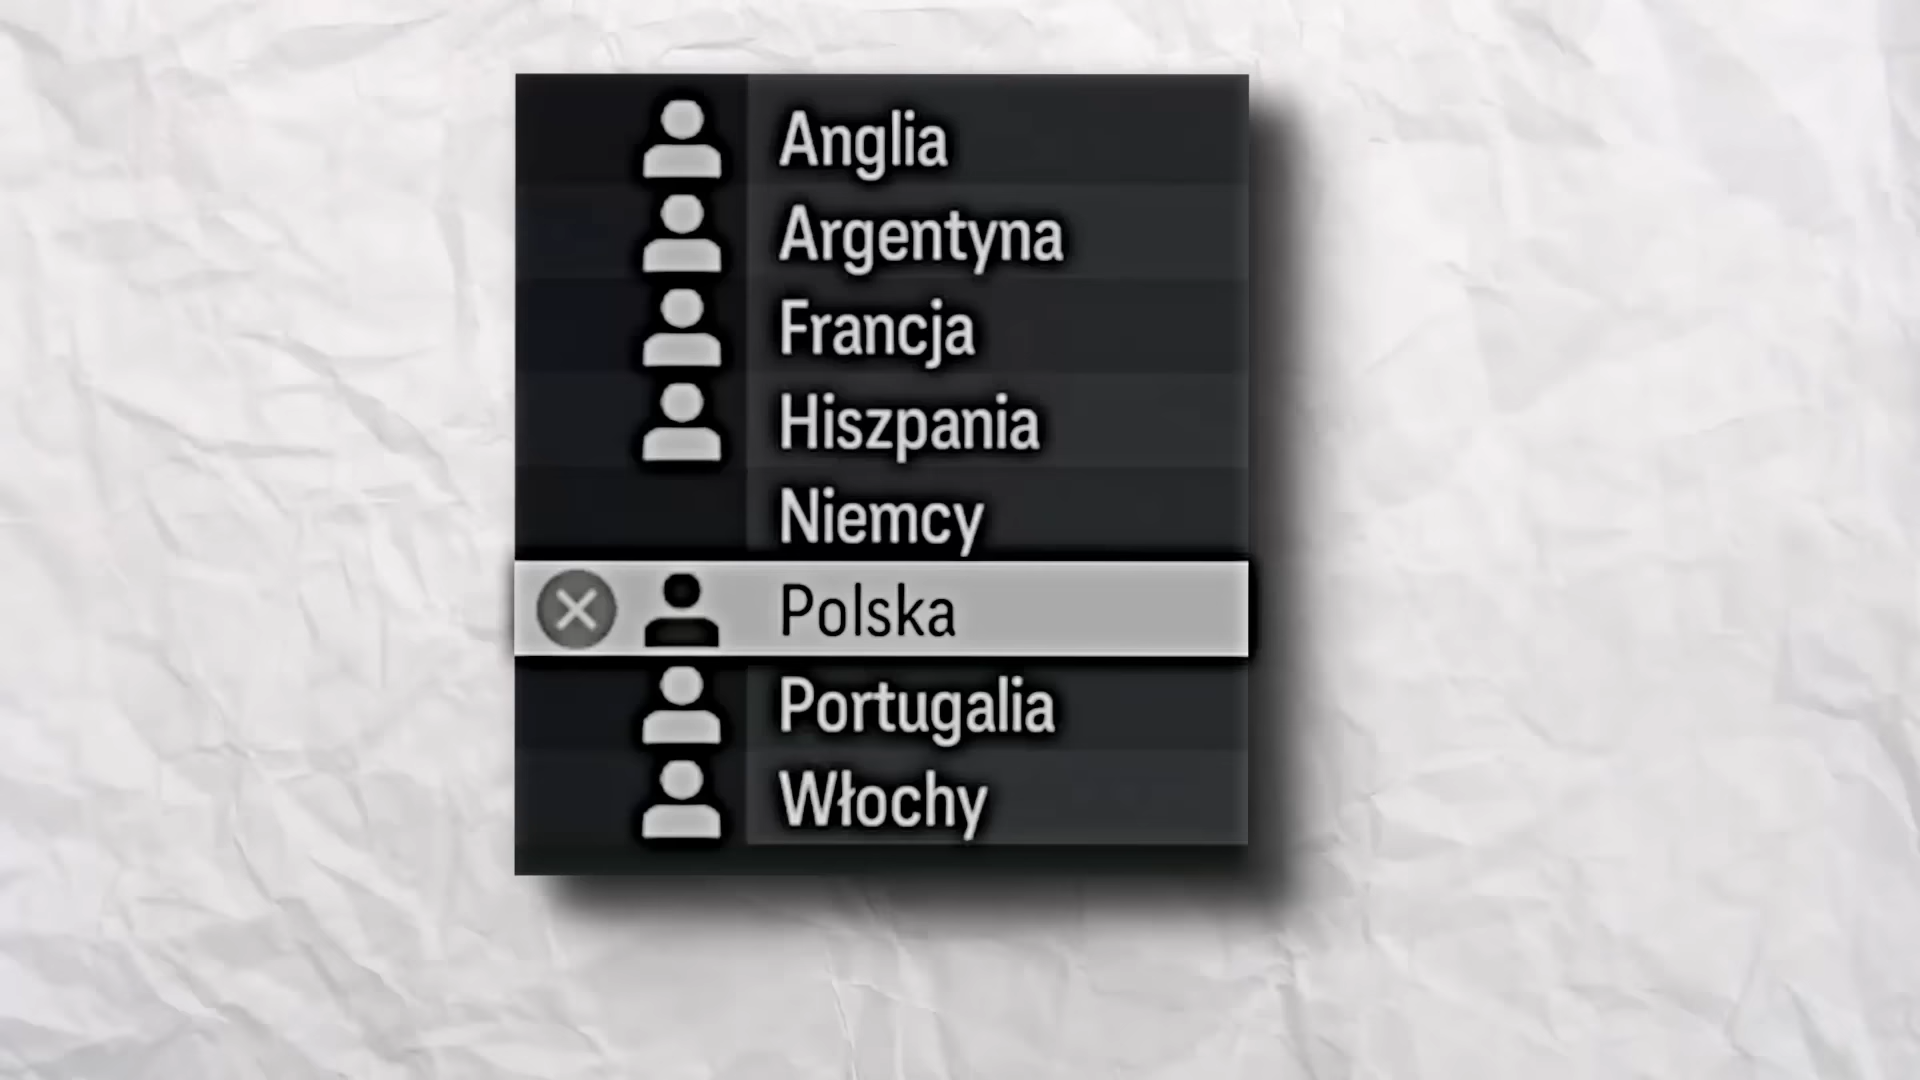 Anglia
Argentyna
Francja
Hiszpania
Niemcy
Polska
Portugalia
Włochy